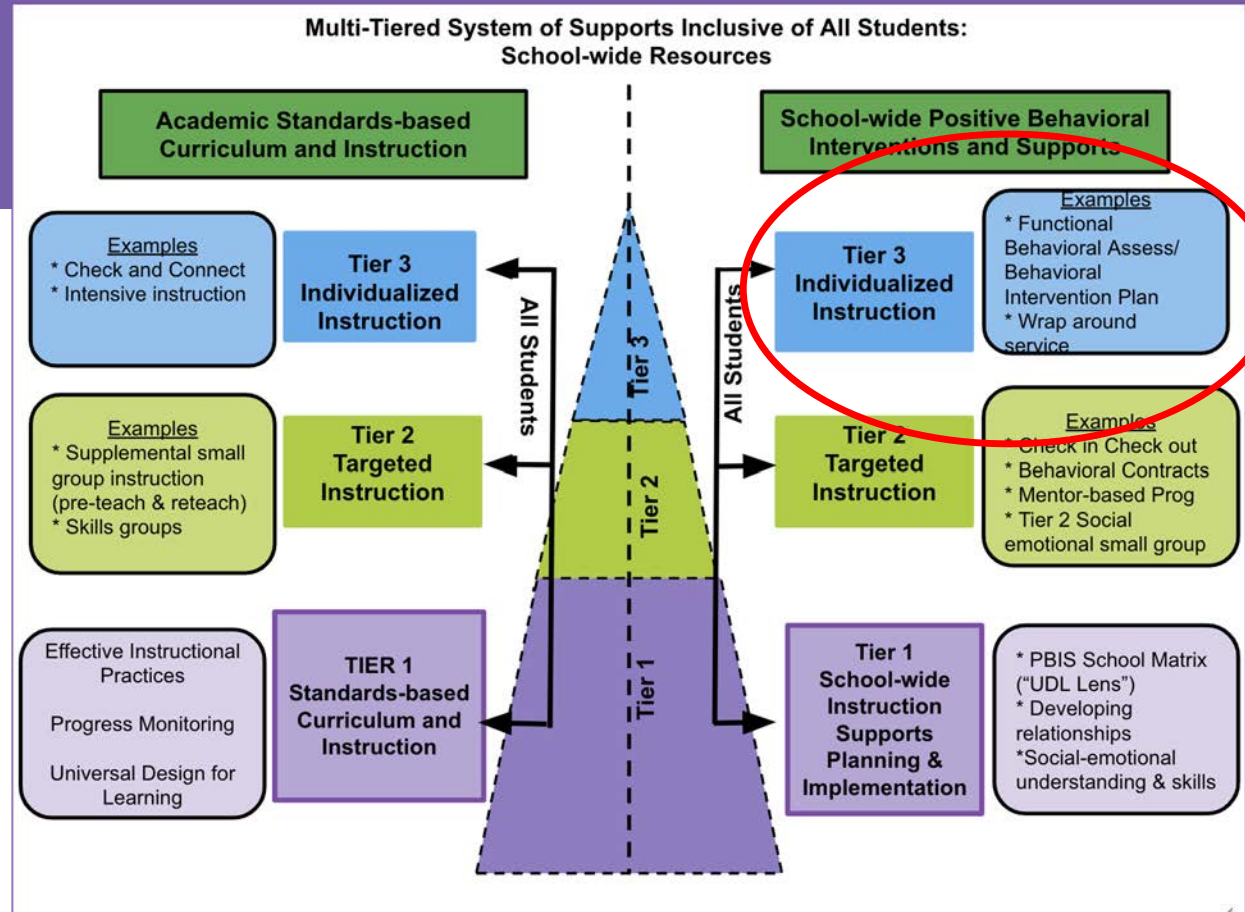 Multi-Tiered System of Supports Inclusive of All Students:
School-wide Resources
Academic Standards-based
Curriculum and Instruction
School-wide Positive Behavioral
Interventions and Supports
Examples
* Check and Connect
* Intensive instruction
Tier 3
Individualized
Instruction
All Students
Tier 3
All Students
Tier 3
Individualized
Instruction
Examples
* Functional
Behavioral Assess/
Behavioral
Intervention Plan
* Wrap around
service
Examples
* Supplemental small
group instruction
(pre-teach & reteach)
* Skills groups
Tier 2
Targeted
Instruction
Tier 2
Tier 2
Targeted
Instruction
Examples
* Check in Check out
* Behavioral Contracts
* Mentor-based Prog
* Tier 2 Social
emotional small group
Effective Instructional
Practices
Progress Monitoring
Universal Design for
Learning
TIER 1
Standards-based
Curriculum and
Instruction
Tier 1
Tier 1
School-wide
Instruction
Supports
Planning &
Implementation
* PBIS School Matrix
("UDL Lens")
* Developing
relationships
*Social-emotional
understanding & skills